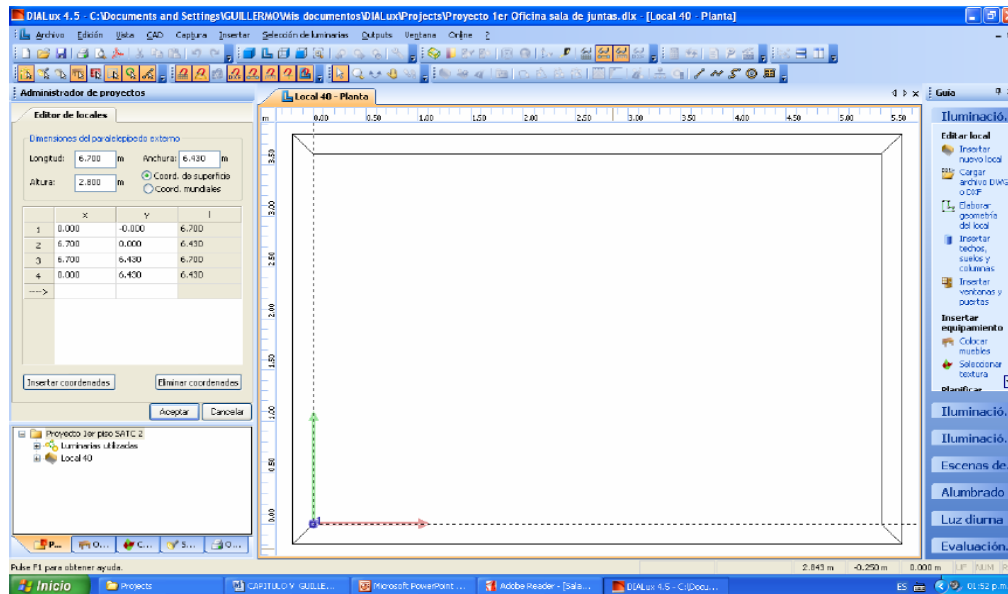 DIALux 4.5 - C:\Documents and Settings\GUILLERMO\Mis documentos\DIALux\Projects\Proyecto 1er Oficina sala de juntas.dlx - [Local 40 - Planta]
Archivo Edición Vista CAD Captura Insertar Selección de luminarias Outputs Ventana Online ?
Administrador de proyectos
Editor de locales
Dimensiones del paralelepípedo externo
Longitud: 6.700 m Anchura: 6.430 m
Altura: 2.800 m Coord. de superficie
Coord. mundiales
x y l
1 0.000 -0.000 6.700
2 6.700 0.000 6.430
3 6.700 6.430 6.700
4 0.000 6.430 6.430
--->
Insertar coordenadas Eliminar coordenadas
Aceptar Cancelar
Proyecto 1er piso SATC 2
Luminarias utilizadas
Local 40
P... O... C... S... O...
Local 40 - Planta
m 0.00 0.50 1.00 1.50 2.00 2.50 3.00 3.50 4.00 4.50 5.00 5.50
3.50
3.00
2.50
2.00
1.50
1.00
0.50
0.00
Guía
Iluminació.
Editar local
Insertar nuevo local
Cargar archivo DWG o DXF
Elaborar geometría del local
Insertar techos, suelos y columnas
Insertar ventanas y puertas
Insertar equipamiento
Colocar muebles
Seleccionar textura
Planificar
Iluminació.
Iluminació.
Escenas de.
Alumbrado
Luz diurna
Evaluación.
Pulse F1 para obtener ayuda.
2.843 m -0.250 m 0.000 m UF NUM
Inicio Projects CAPITULO V GUILLE... Microsoft PowerPoint ... Adobe Reader - [Sala... DIALux 4.5 - C:\Docu... ES 01:52 p.m